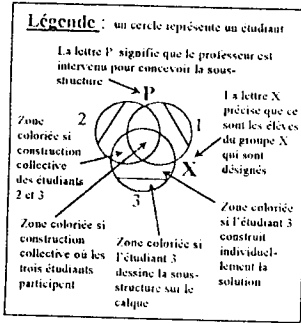 Légende : un cercle représente un étudiant
La lettre P signifie que le professeur est
intervenu pour concevoir la sous-
structure
P
2
1
La lettre X
précise que ce
sont les élèves
du groupe X
qui sont
désignés
Zone
coloriée si
construction
collective
des étudiants
2 et 3
X
3
Zone coloriée si
construction
collective où les
trois étudiants
participent
Zone coloriée si
l'étudiant 3
dessine la sous-
structure sur le
calque
Zone coloriée
si l'étudiant 3
construit
individuel-
lement la
solution